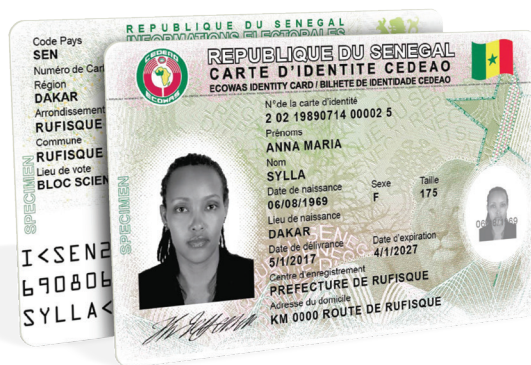 REPUBLIQUE DU SENEGAL
INFORMATIONS ELECTORALES
Code Pays
SEN
Région
DAKAR
Arrondissement
RUFISQUE
Commune
RUFISQUE
Lieu de vote
BLOC SCIEN
SPECIMEN
I<SEN2
690806
SYLLA<
CEDEAO
ECOWAS
REPUBLIQUE DU SENEGAL
CARTE D'IDENTITE CEDEAO
ECOWAS IDENTITY CARD / BILHETE DE IDENTIDADE CEDEAO
N° de la carte d'identité
2 02 19890714 00002 5
Prénoms
ANNA MARIA
Nom
SYLLA
Date de naissance Sexe Taille
06/08/1969 F 175
Lieu de naissance
DAKAR
Date de délivrance Date d'expiration
5/1/2017 4/1/2027
Centre d'enregistrement
PREFECTURE DE RUFISQUE
Adresse du domicile
KM 0000 ROUTE DE RUFISQUE
SPECIMEN